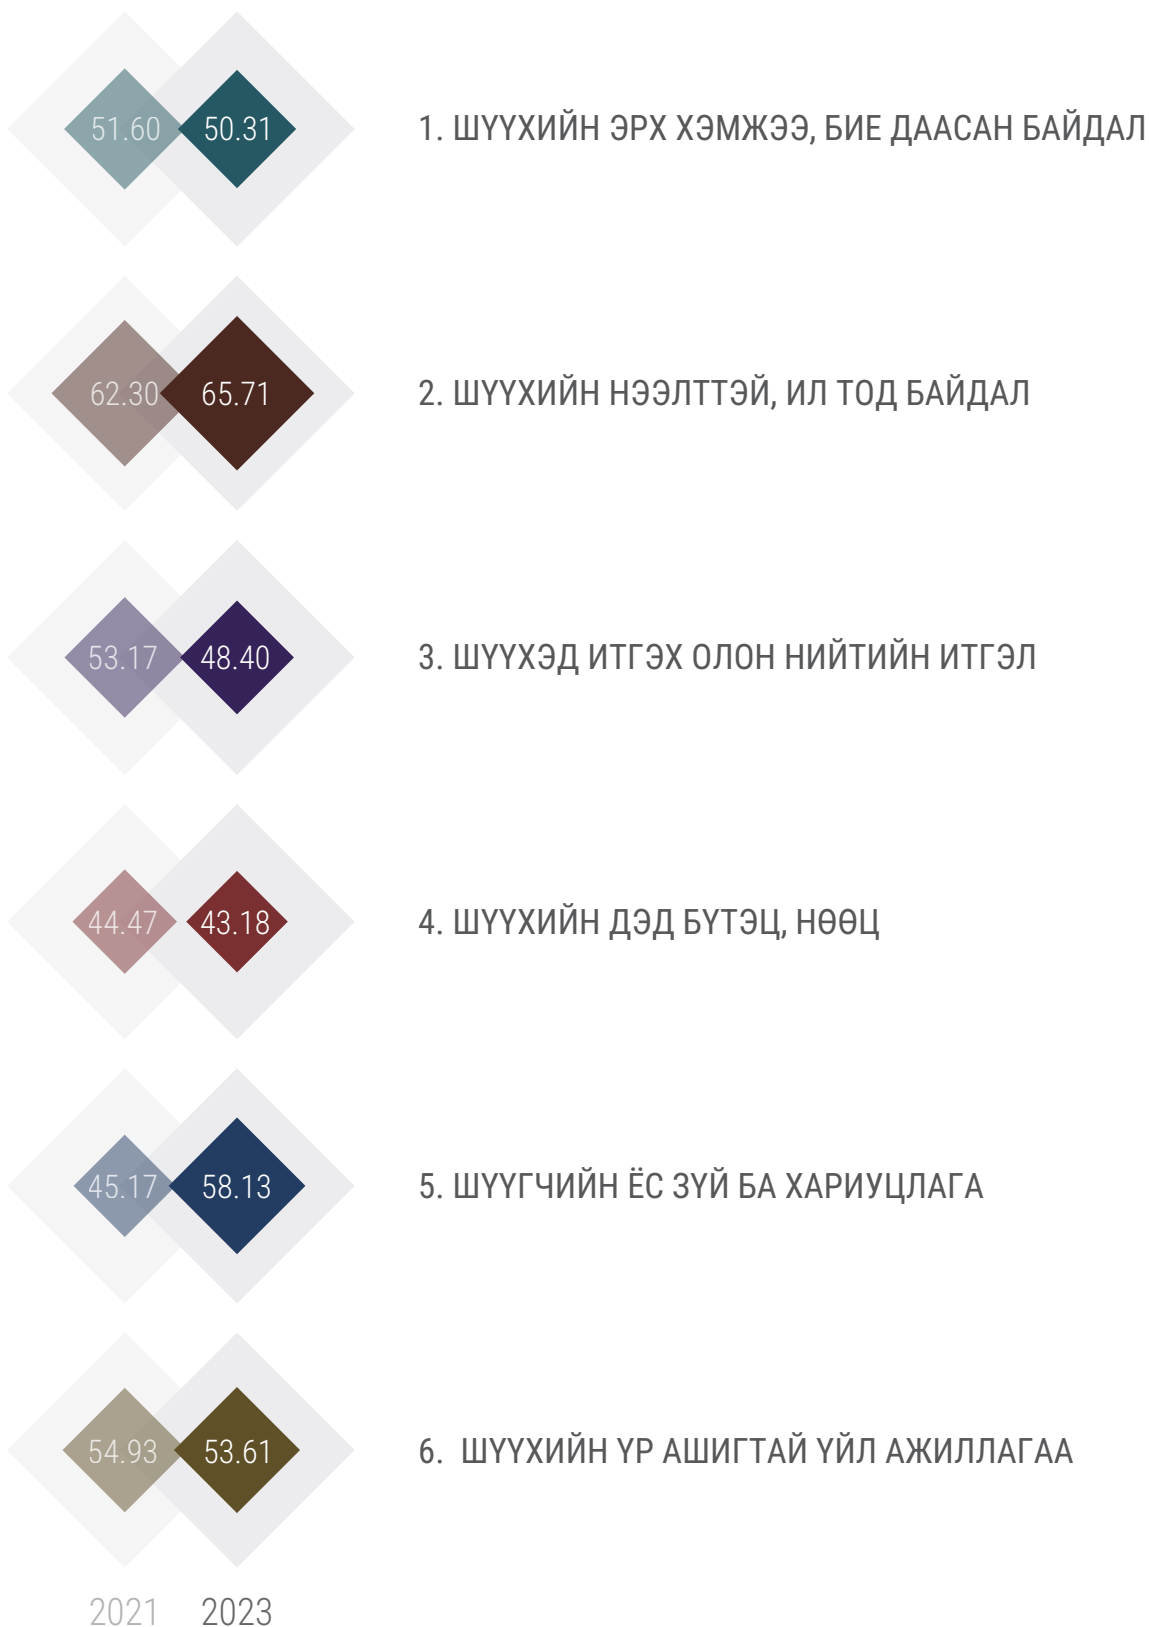 51.60 50.31 1. ШҮҮХИЙН ЭРХ ХЭМЖЭЭ, БИЕ ДААСАН БАЙДАЛ
62.30 65.71 2. ШҮҮХИЙН НЭЭЛТТЭЙ, ИЛ ТОД БАЙДАЛ
53.17 48.40 3. ШҮҮХЭД ИТГЭХ ОЛОН НИЙТИЙН ИТГЭЛ
44.47 43.18 4. ШҮҮХИЙН ДЭД БҮТЭЦ, НӨӨЦ
45.17 58.13 5. ШҮҮГЧИЙН ЁС ЗҮЙ БА ХАРИУЦЛАГА
54.93 53.61 6. ШҮҮХИЙН ҮР АШИГТАЙ ҮЙЛ АЖИЛЛАГАА
2021 2023